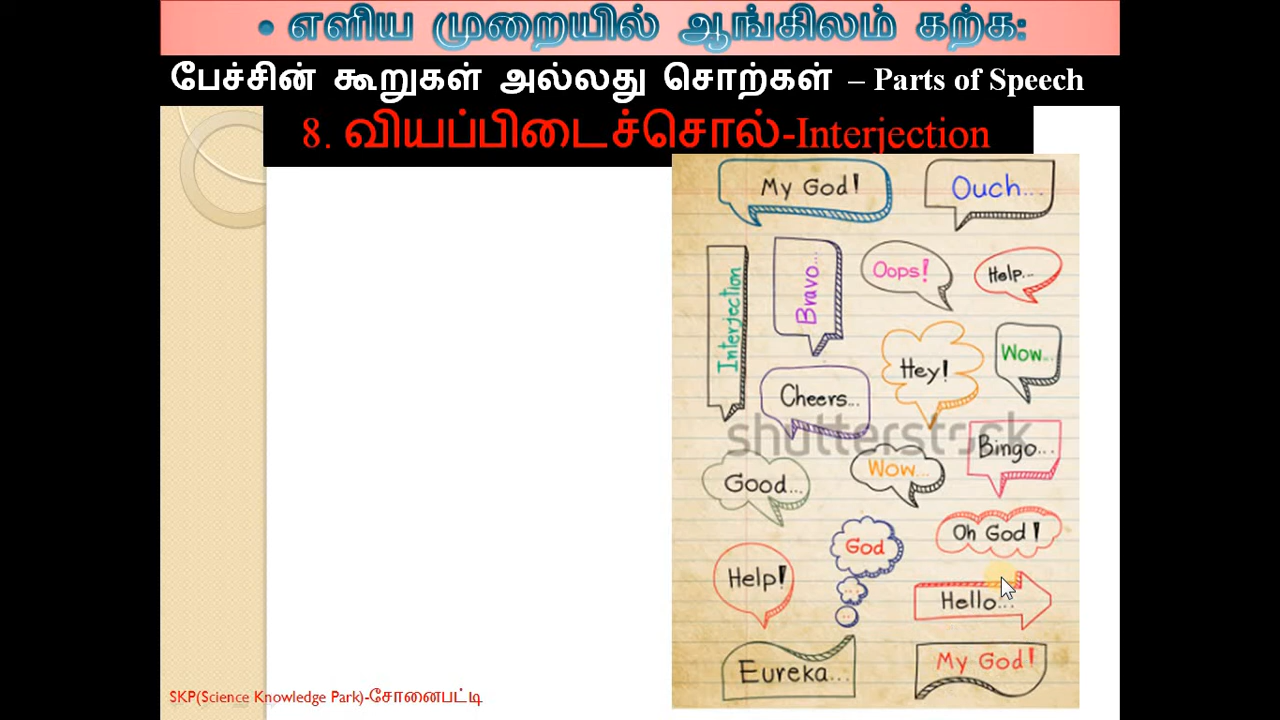 • எளிய முறையில் ஆங்கிலம் கற்க:
பேச்சின் கூறுகள் அல்லது சொற்கள் – Parts of Speech
8. வியப்பிடைச்சொல்-Interjection
My God!
Ouch...
Interjection
Bravo...
Oops!
Help...
Hey!
Wow...
Cheers...
shutterstock
Bingo...
Good...
Wow...
Oh God!
God
Help!
Hello...
Eureka...
My God!
SKP(Science Knowledge Park)-சோனைபட்டி